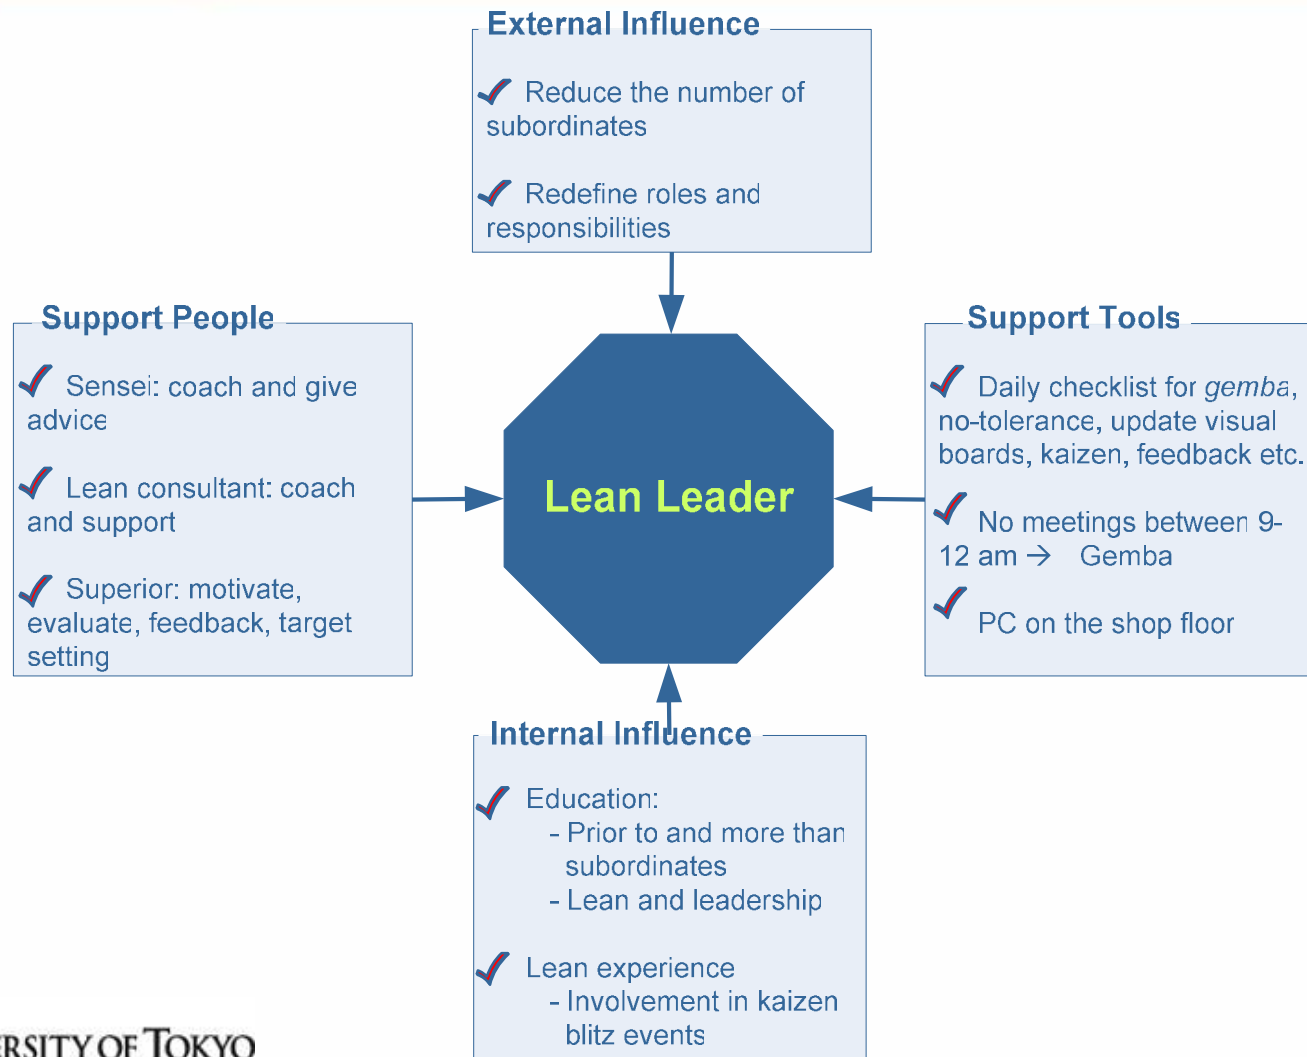 External Influence
Reduce the number of
subordinates
Redefine roles and
responsibilities
Support People
Sensei: coach and give
advice
Lean consultant: coach
and support
Superior: motivate,
evaluate, feedback, target
setting
Lean Leader
Support Tools
Daily checklist for gemba,
no-tolerance, update visual
boards, kaizen, feedback etc.
No meetings between 9-
12 am → Gemba
PC on the shop floor
Internal Influence
Education:
- Prior to and more than
subordinates
- Lean and leadership
Lean experience
- Involvement in kaizen
blitz events
ERSITY OF TOKYO